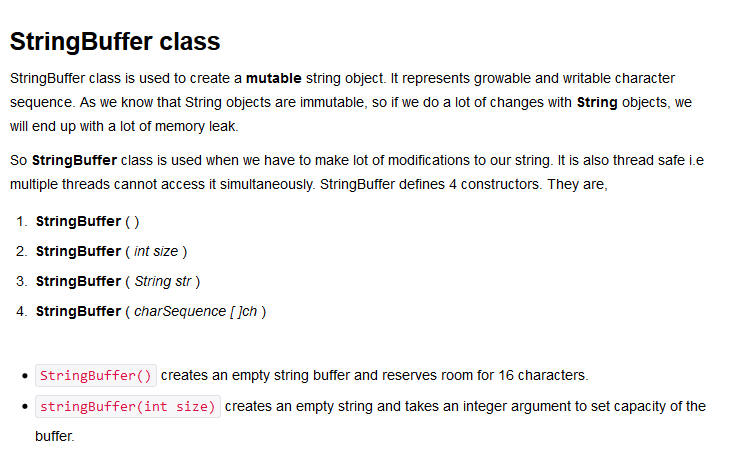 StringBuffer class
StringBuffer class is used to create a mutable string object. It represents growable and writable character
sequence. As we know that String objects are immutable, so if we do a lot of changes with String objects, we
will end up with a lot of memory leak.
So StringBuffer class is used when we have to make lot of modifications to our string. It is also thread safe i.e
multiple threads cannot access it simultaneously. StringBuffer defines 4 constructors. They are,
1. StringBuffer ( )
2. StringBuffer ( int size )
3. StringBuffer ( String str )
4. StringBuffer ( charSequence [ ]ch )
• StringBuffer() creates an empty string buffer and reserves room for 16 characters.
• stringBuffer(int size) creates an empty string and takes an integer argument to set capacity of the
buffer.